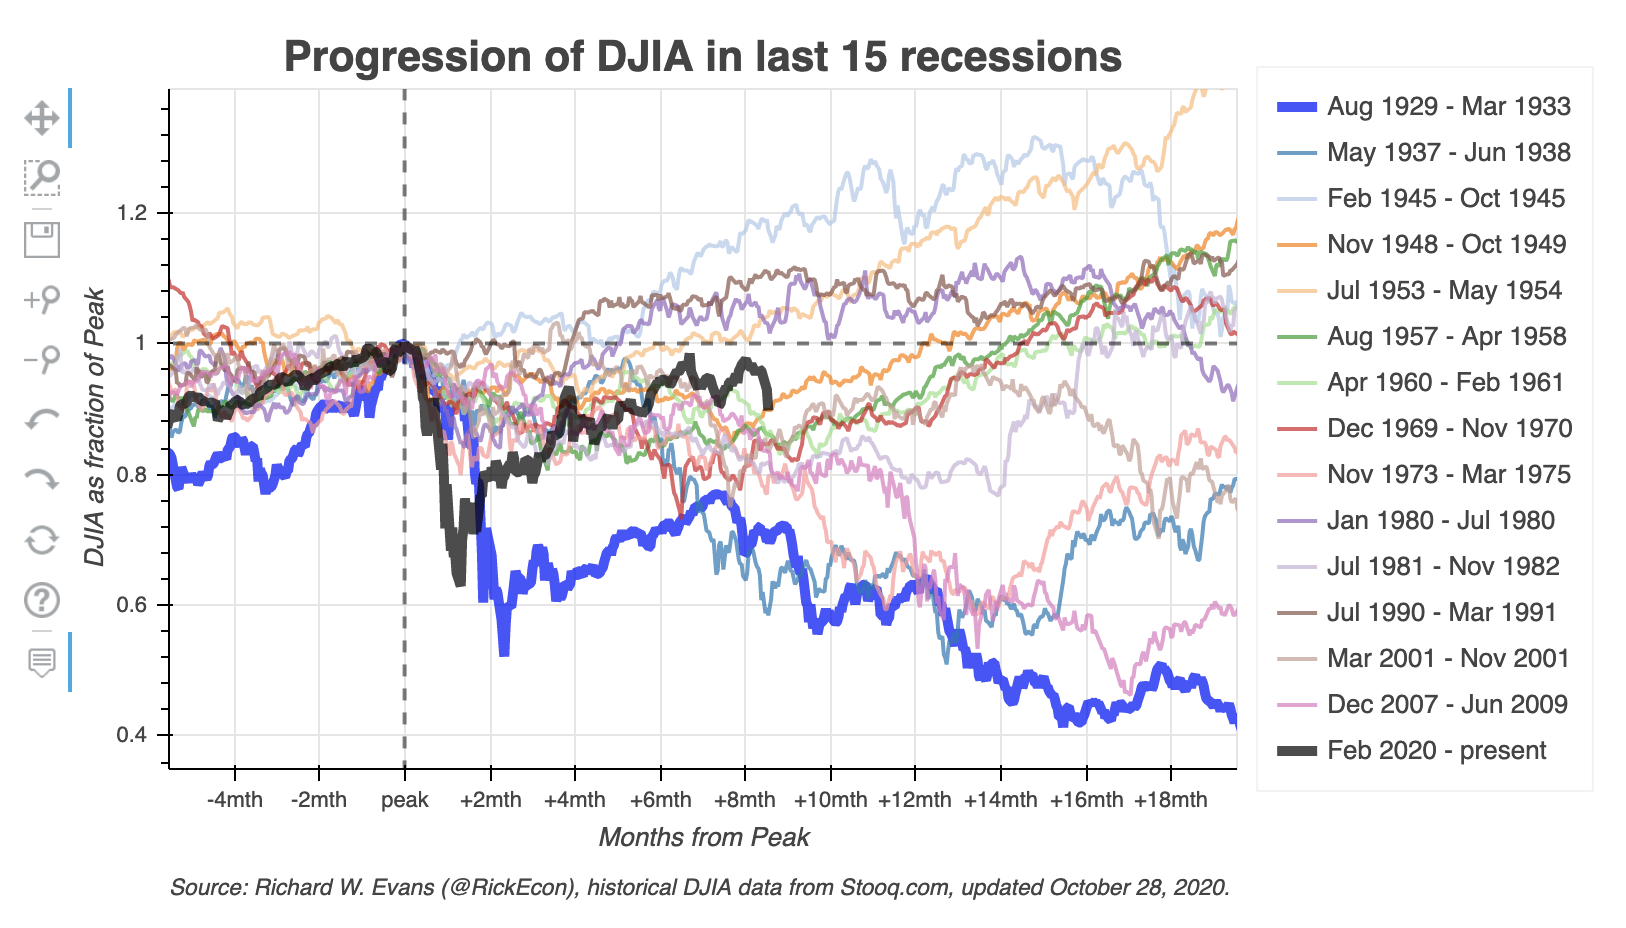 Progression of DJIA in last 15 recessions
1.2
1
0.8
0.6
0.4
DJIA as fraction of Peak
-4mth
-2mth
peak
+2mth
+4mth
+6mth
+8mth
+10mth
+12mth
+14mth
+16mth
+18mth
Months from Peak
Aug 1929 - Mar 1933
May 1937 - Jun 1938
Feb 1945 - Oct 1945
Nov 1948 - Oct 1949
Jul 1953 - May 1954
Aug 1957 - Apr 1958
Apr 1960 - Feb 1961
Dec 1969 - Nov 1970
Nov 1973 - Mar 1975
Jan 1980 - Jul 1980
Jul 1981 - Nov 1982
Jul 1990 - Mar 1991
Mar 2001 - Nov 2001
Dec 2007 - Jun 2009
Feb 2020 - present
Source: Richard W. Evans (@RickEcon), historical DJIA data from Stooq.com, updated October 28, 2020.